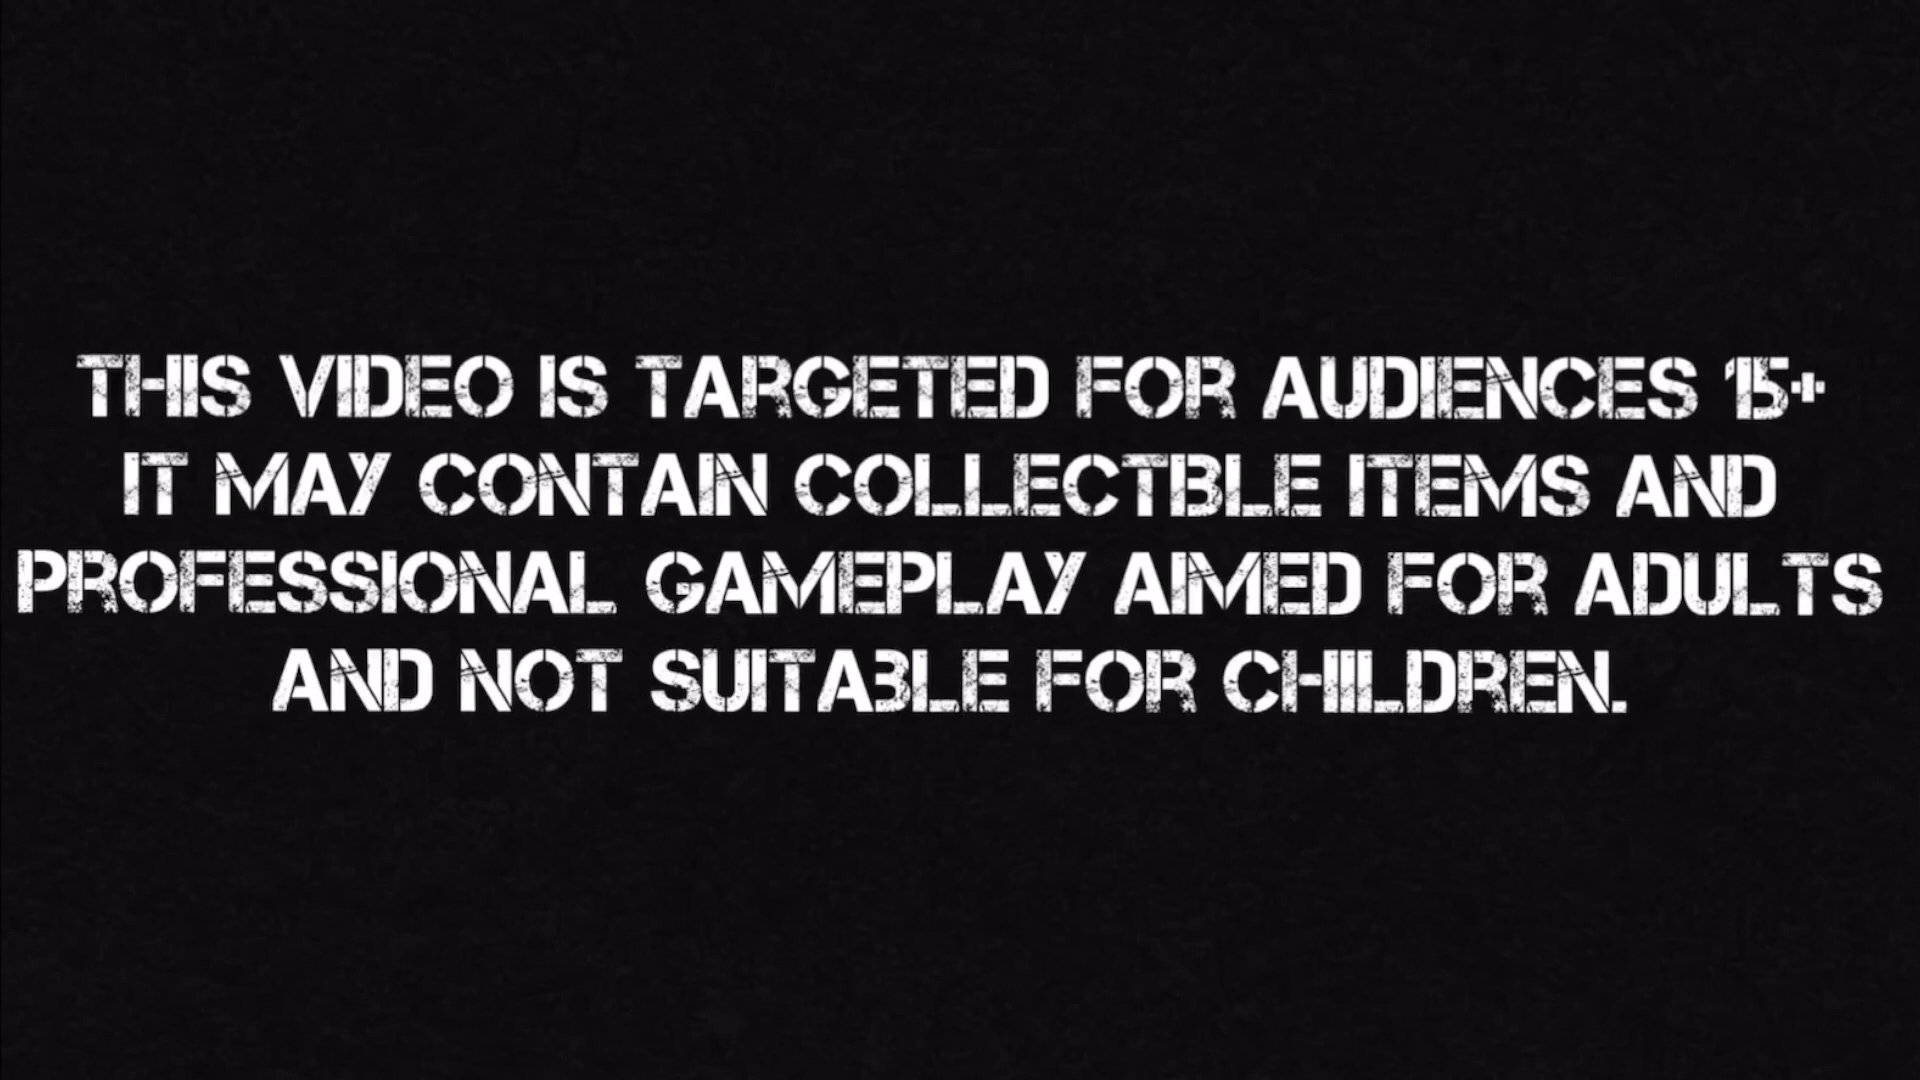 THIS VIDEO IS TARGETED FOR AUDIENCES 15+
IT MAY CONTAIN COLLECTBLE ITEMS AND
PROFESSIONAL GAMEPLAY AIMED FOR ADULTS
AND NOT SUITABLE FOR CHILDREN.